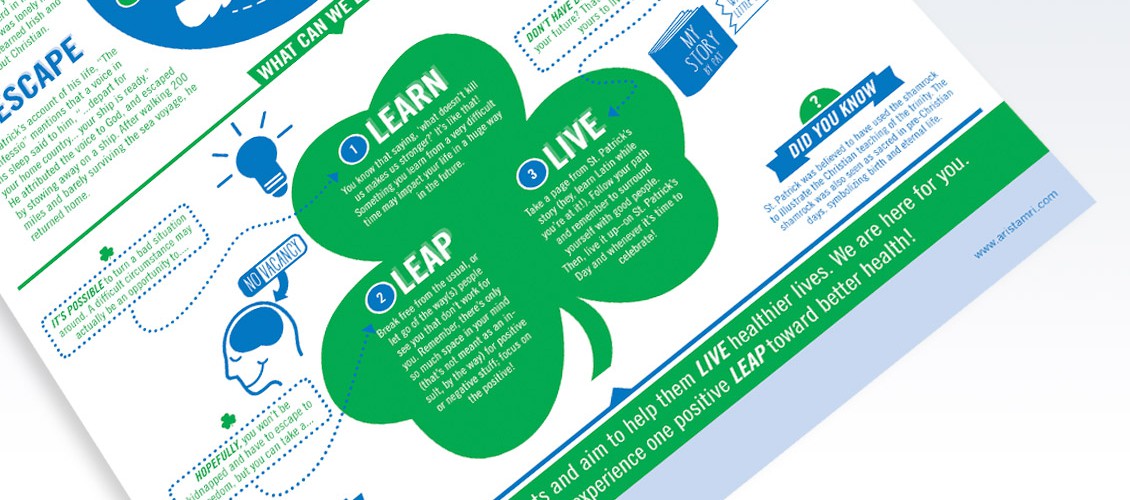 learned Irish and
out Christian.
ESCAPE
atrick's account of his life, "The
mentions that a voice in
sleep said to him, "...depart for
your home country... your ship is ready."
He attributed the voice to God, and escaped
by stowing away on a ship. After walking 200
miles and barely surviving the sea voyage, he
returned home.
WHAT CAN WE
1 LEARN
You know that saying, 'what doesn't kill
us makes us stronger?' It's like that!
Something you learn from a very difficult
time may impact your life in a huge way
in the future.
IT'S POSSIBLE to turn a bad situation
around. A difficult circumstance may
actually be an opportunity to....
NO VACANCY
2 LEAP
Break free from the usual, or
let go of the way(s) people
see you that don't work for
you. Remember, there's only
so much space in your mind
(that's not meant as an in-
sult, by the way) for positive
or negative stuff; focus on
the positive!
HOPEFULLY, you won't be
kidnapped and have to escape to
freedom, but you can take a...
DON'T HAVE
your future? That
yours to
MY
STORY
BY PAT
3 LIVE
Take a page from St. Patrick's
story (hey, learn Latin while
you're at it!). Follow your path
and remember to surround
yourself with good people.
Then, live it up–on St. Patrick's
Day and whenever it's time to
celebrate!
?
DID YOU KNOW
St. Patrick was believed to have used the shamrock
to illustrate the Christian teaching of the trinity. The
shamrock was also seen as sacred in pre-Christian
days, symbolizing birth and eternal life.
ts and aim to help them LIVE healthier lives. We are here for you.
experience one positive LEAP toward better health!
www.aristamri.com